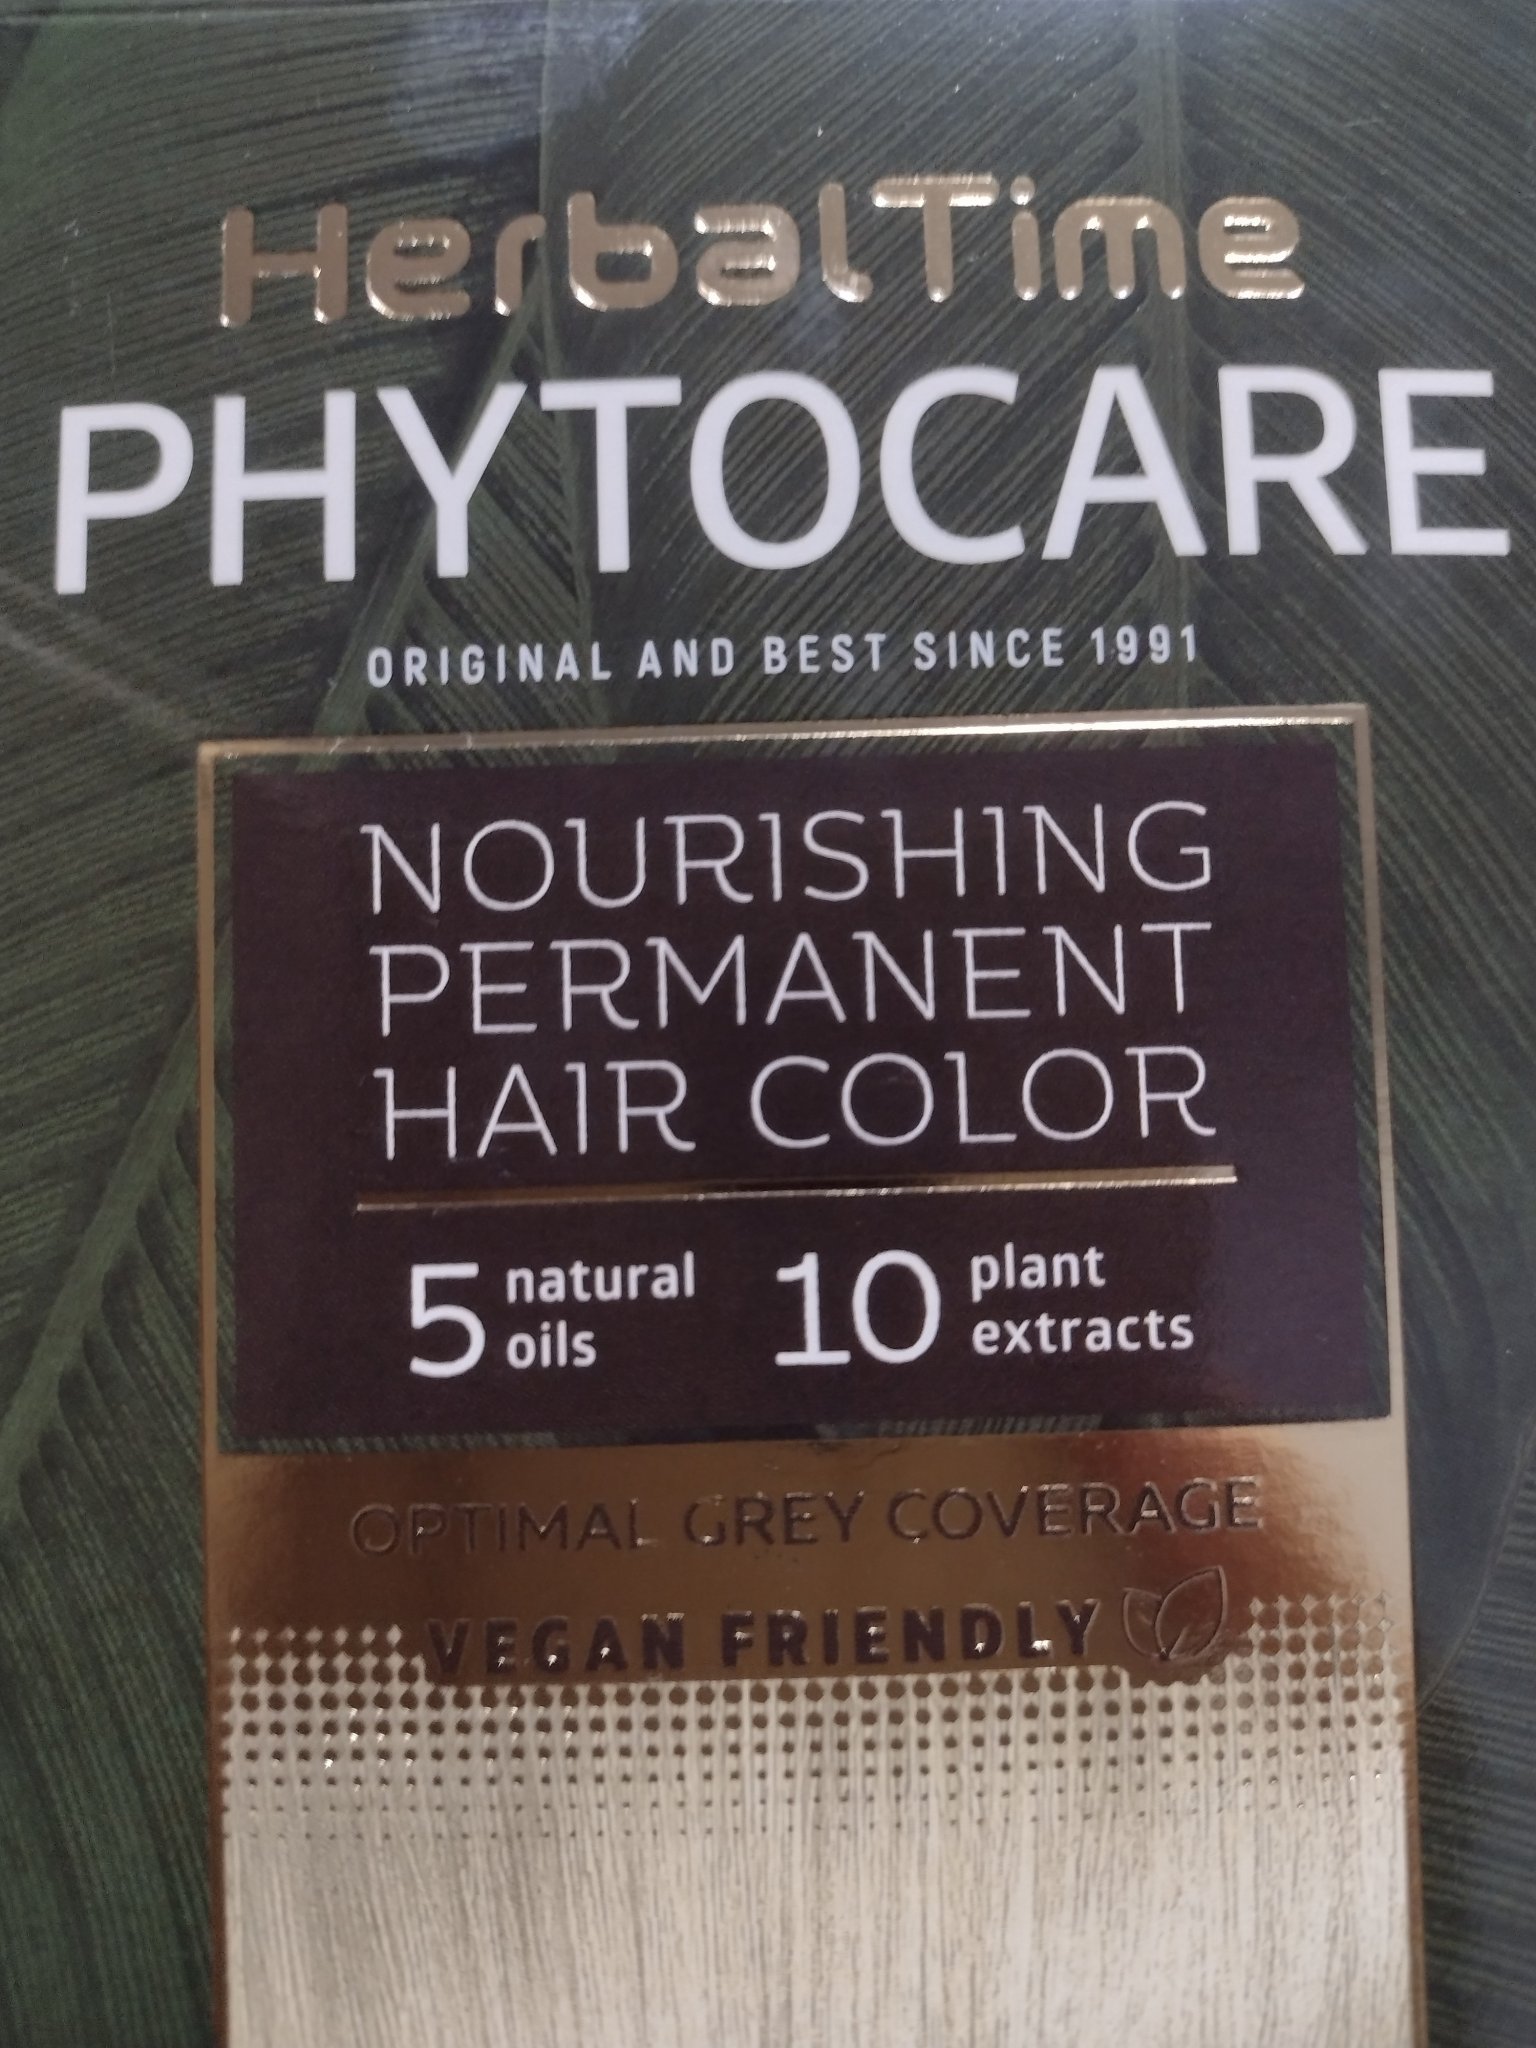 HerbalTime
PHYTOCARE
ORIGINAL AND BEST SINCE 1991
NOURISHING
PERMANENT
HAIR COLOR
5 natural oils 10 plant extracts
OPTIMAL GREY COVERAGE
VEGAN FRIENDLY